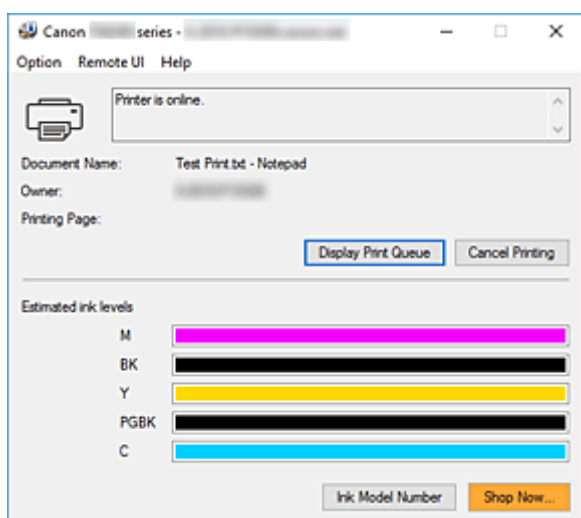 Canon series -
Option Remote UI Help
Printer is online.
Document Name: Test Print.txt - Notepad
Owner:
Printing Page:
Display Print Queue Cancel Printing
Estimated ink levels
M
BK
Y
PGBK
C
Ink Model Number Shop Now...